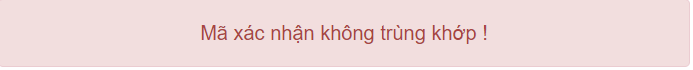 Mã xác nhận không trùng khớp !